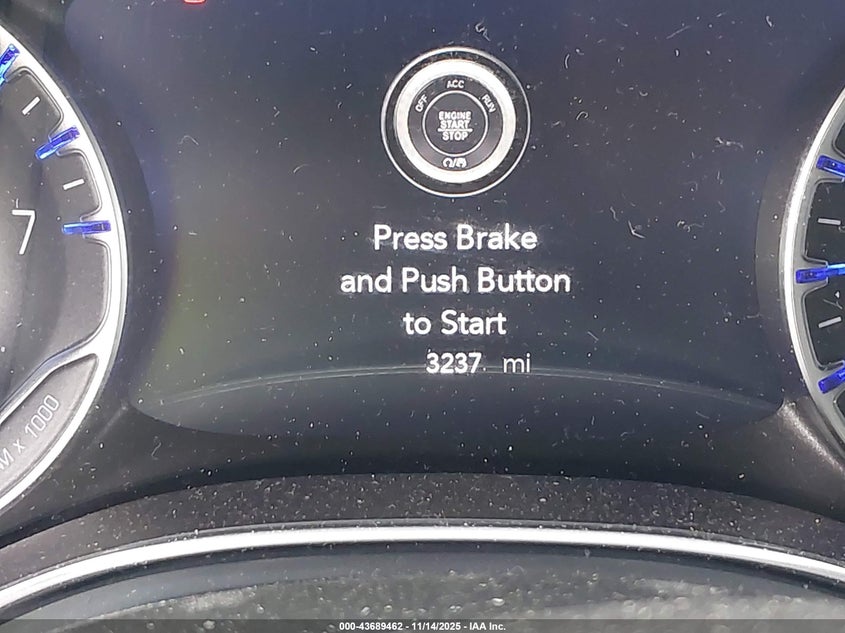 ACC
OFF
RUN
ENGINE
START
STOP
7
Press Brake
and Push Button
to Start
3237 mi
M x 1000
000-43689462 • 11/14/2025 - IAA Inc.